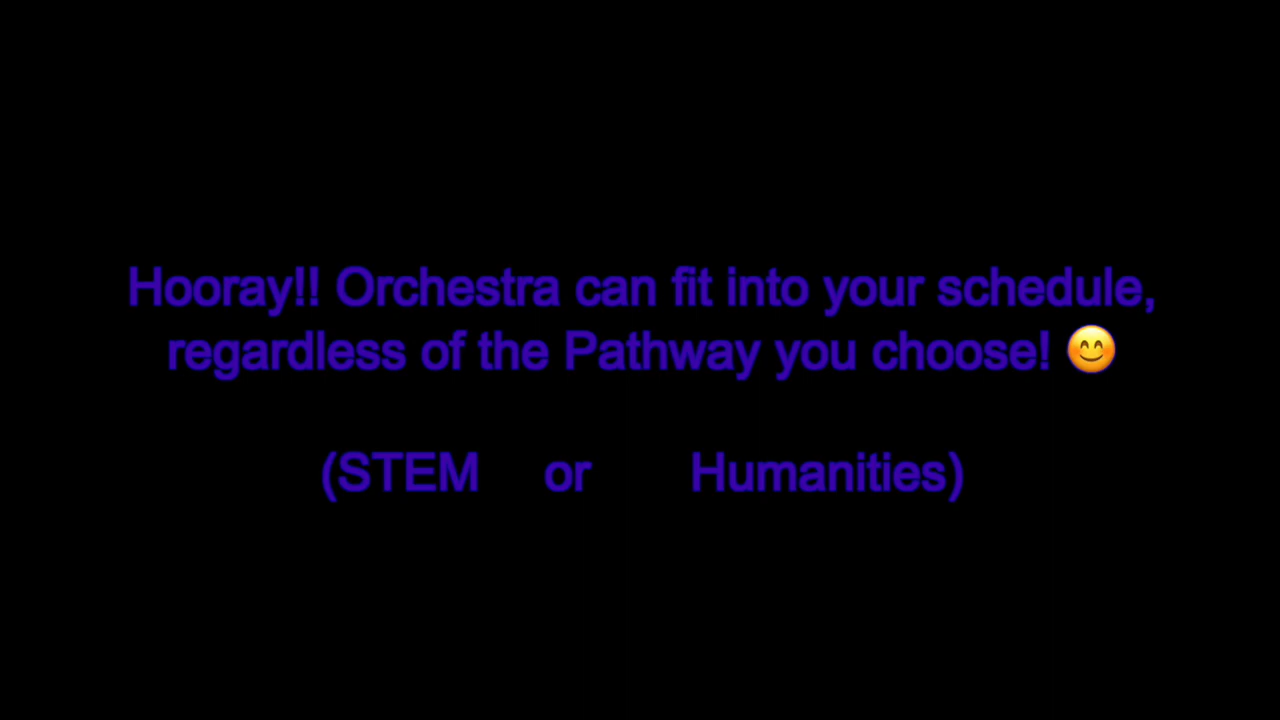 Hooray!! Orchestra can fit into your schedule,
regardless of the Pathway you choose! 😊
(STEM or Humanities)